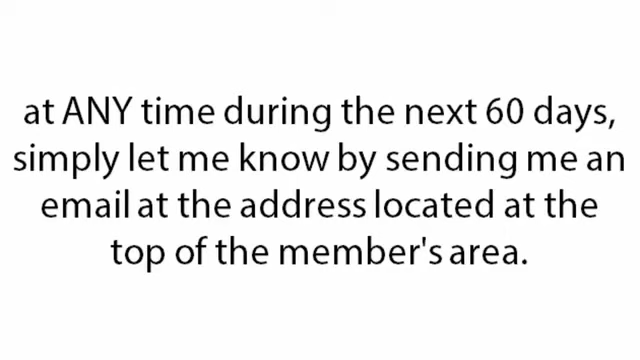 at ANY time during the next 60 days,
simply let me know by sending me an
email at the address located at the
top of the member's area.